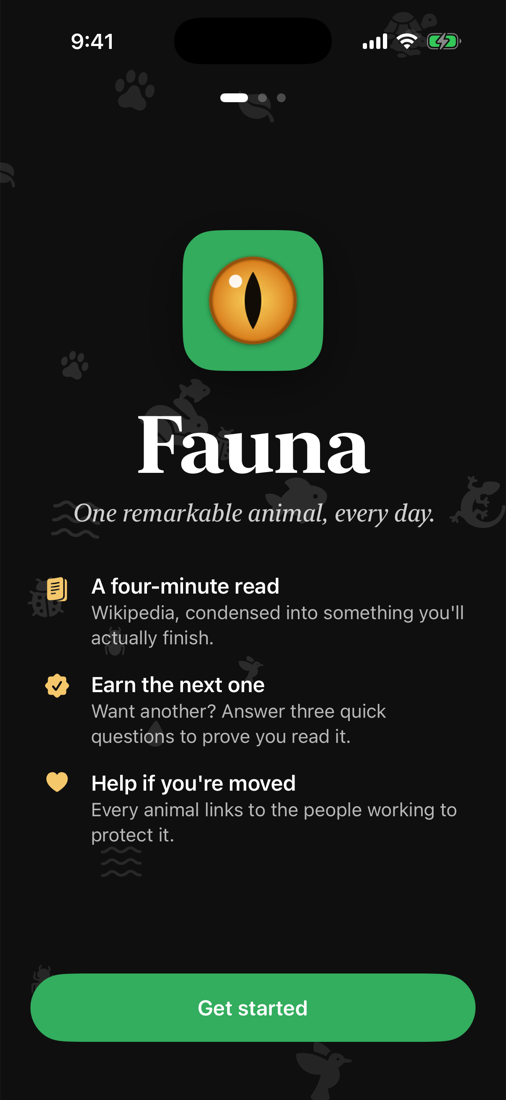 9:41
Fauna
One remarkable animal, every day.
A four-minute read
Wikipedia, condensed into something you'll
actually finish.
Earn the next one
Want another? Answer three quick
questions to prove you read it.
Help if you're moved
Every animal links to the people working to
protect it.
Get started